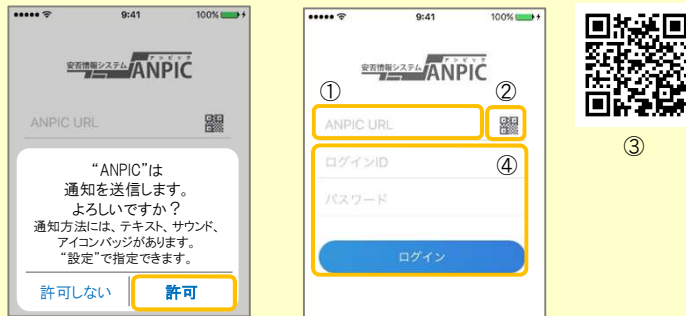 9:41
100%
安否情報システム ANPIC
アンピック
ANPIC URL
“ANPIC”は
通知を送信します。
よろしいですか？
通知方法には、テキスト、サウンド、
アイコンバッジがあります。
“設定”で指定できます。
許可しない
許可
9:41
100%
安否情報システム ANPIC
アンピック
①
②
ANPIC URL
ログインID
④
パスワード
ログイン
③